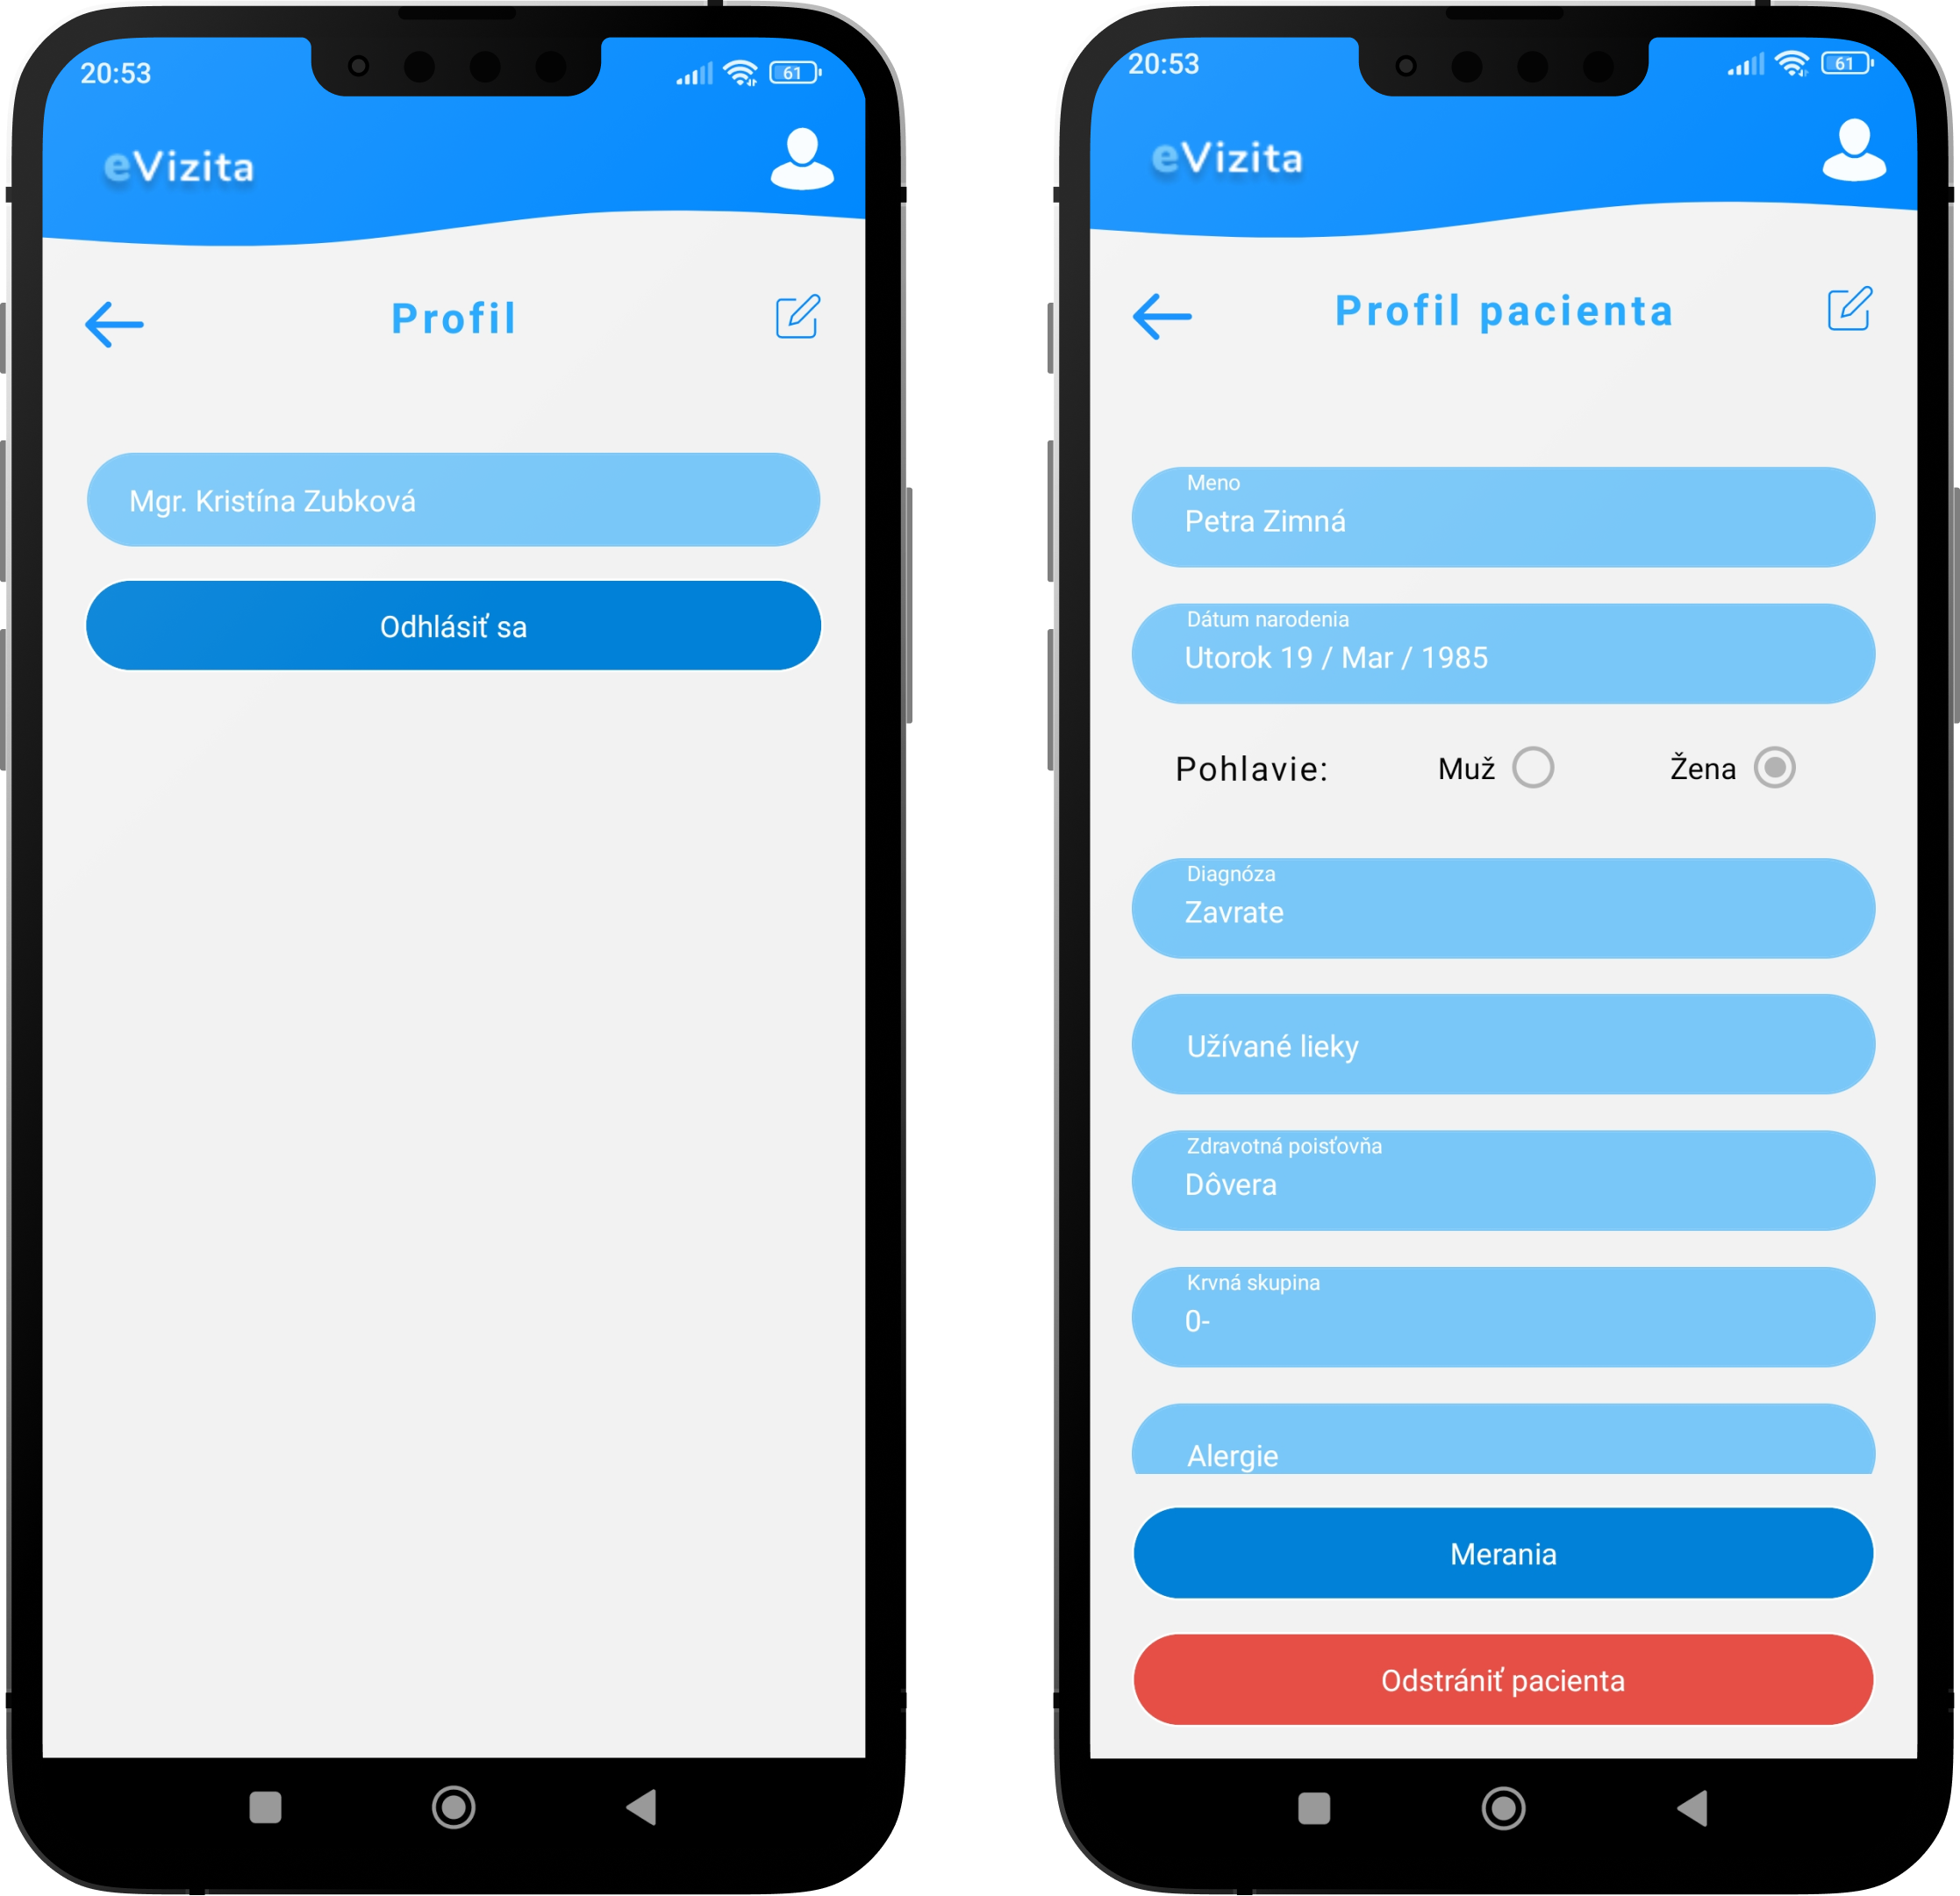 20:53
61
eVizita
Profil
Mgr. Kristína Zubková
Odhlásiť sa
20:53
61
eVizita
Profil pacienta
Meno
Petra Zimná
Dátum narodenia
Utorok 19 / Mar / 1985
Pohlavie: Muž Žena
Diagnóza
Zavrate
Užívané lieky
Zdravotná poisťovňa
Dôvera
Krvná skupina
0-
Alergie
Merania
Odstrániť pacienta